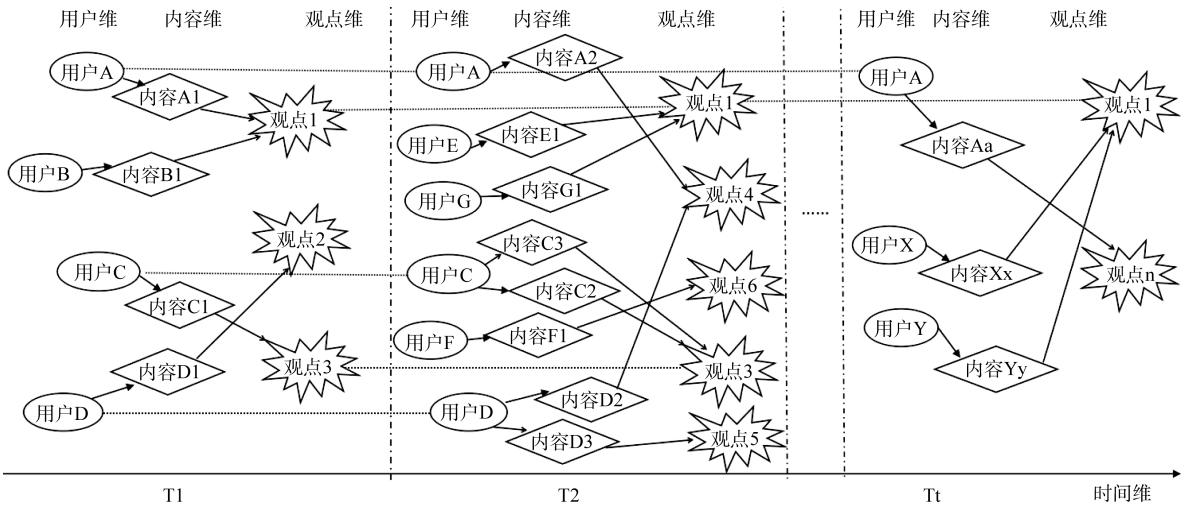 用户维 内容维 观点维
用户A
内容A1
观点1
用户B
内容B1
观点2
用户C
内容C1
观点3
内容D1
用户D
T1
用户维 内容维 观点维
内容A2
用户A
观点1
内容E1
用户E
内容G1
用户G
观点4
内容C3
用户C
内容C2
观点6
内容F1
用户F
观点3
内容D2
用户D
内容D3
观点5
T2
......
用户维 内容维 观点维
用户A
观点1
内容Aa
用户X
内容Xx
观点n
用户Y
内容Yy
Tt
时间维